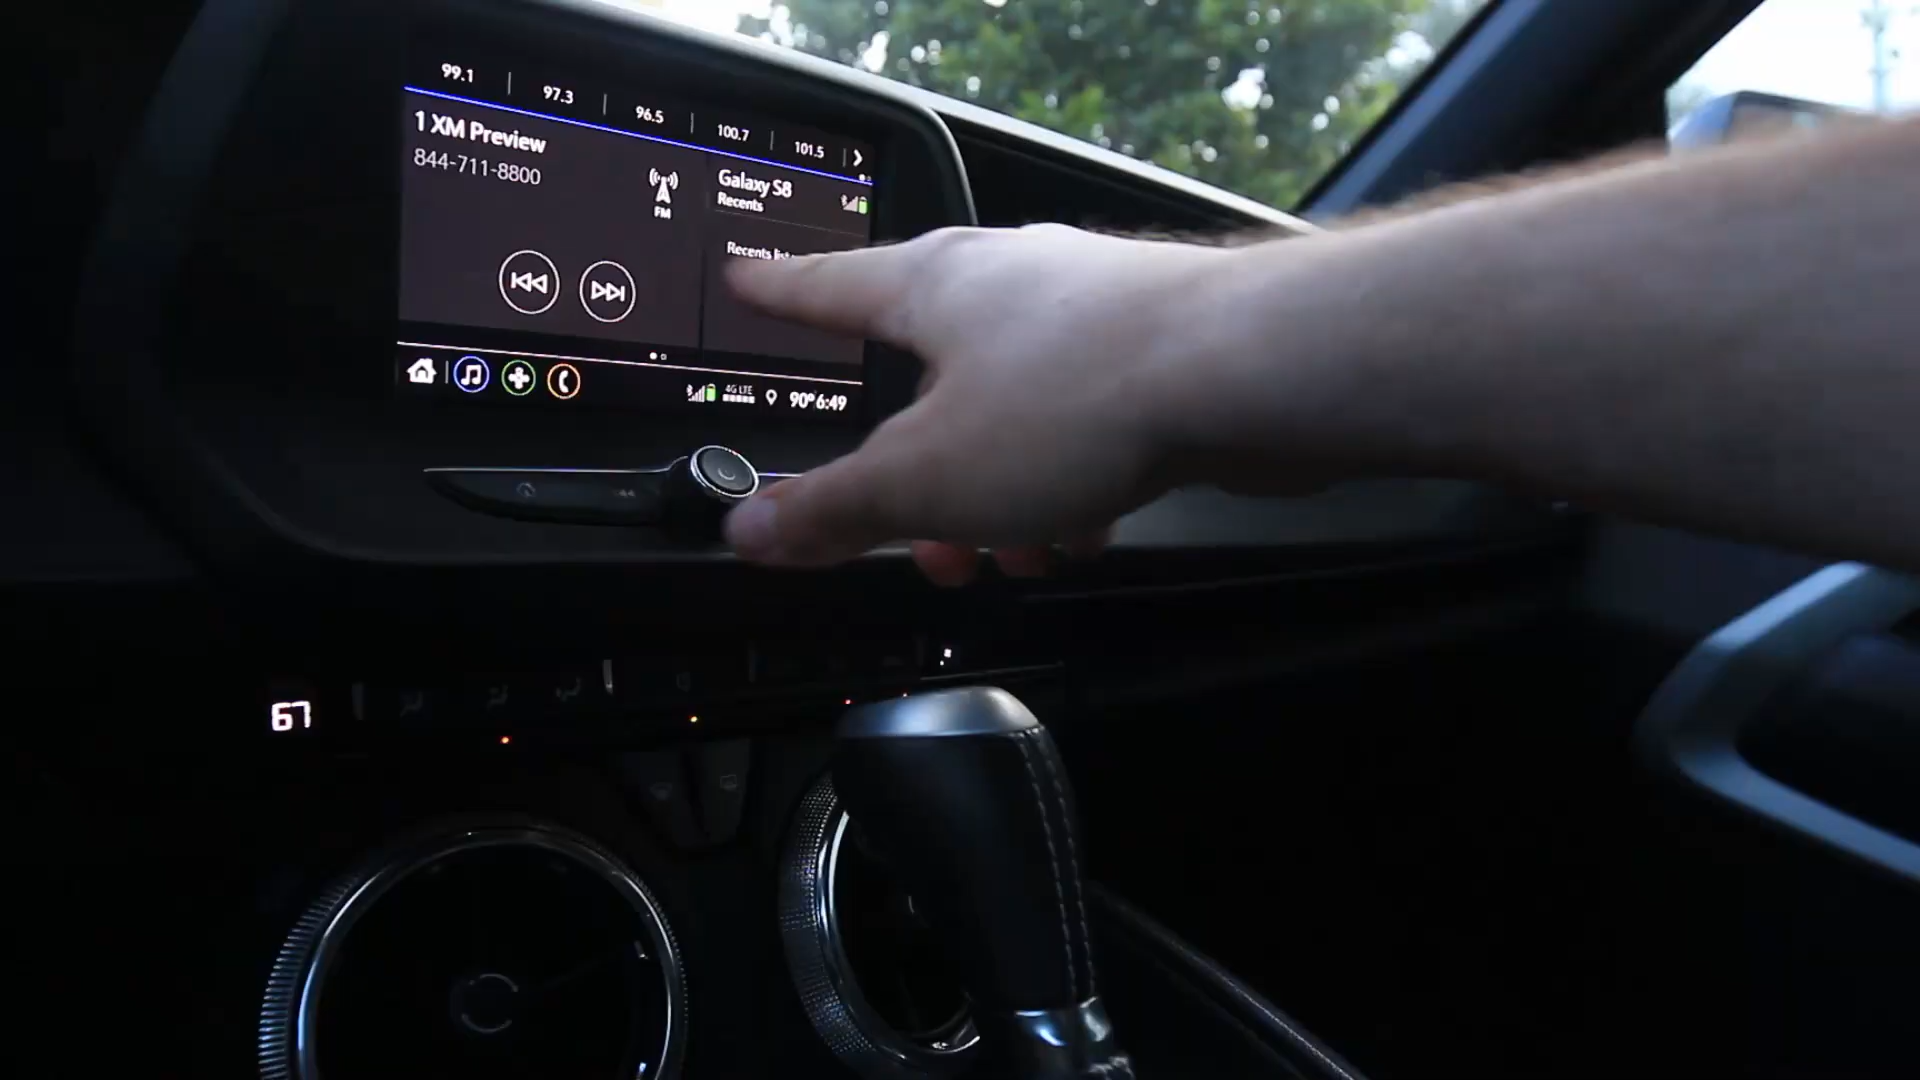 99.1 | 97.3 | 96.5 | 100.7 | 101.5
1 XM Preview
844-711-8800
FM
Galaxy S8
Recents
Recents
4G LTE
90° 6:49
67